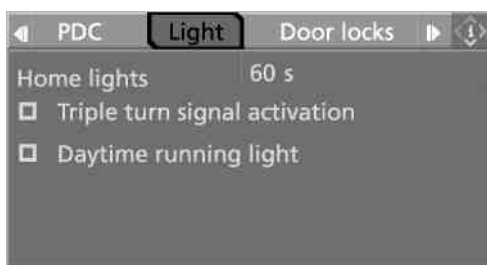 PDC Light Door locks i
Home lights 60 s
Triple turn signal activation
Daytime running light